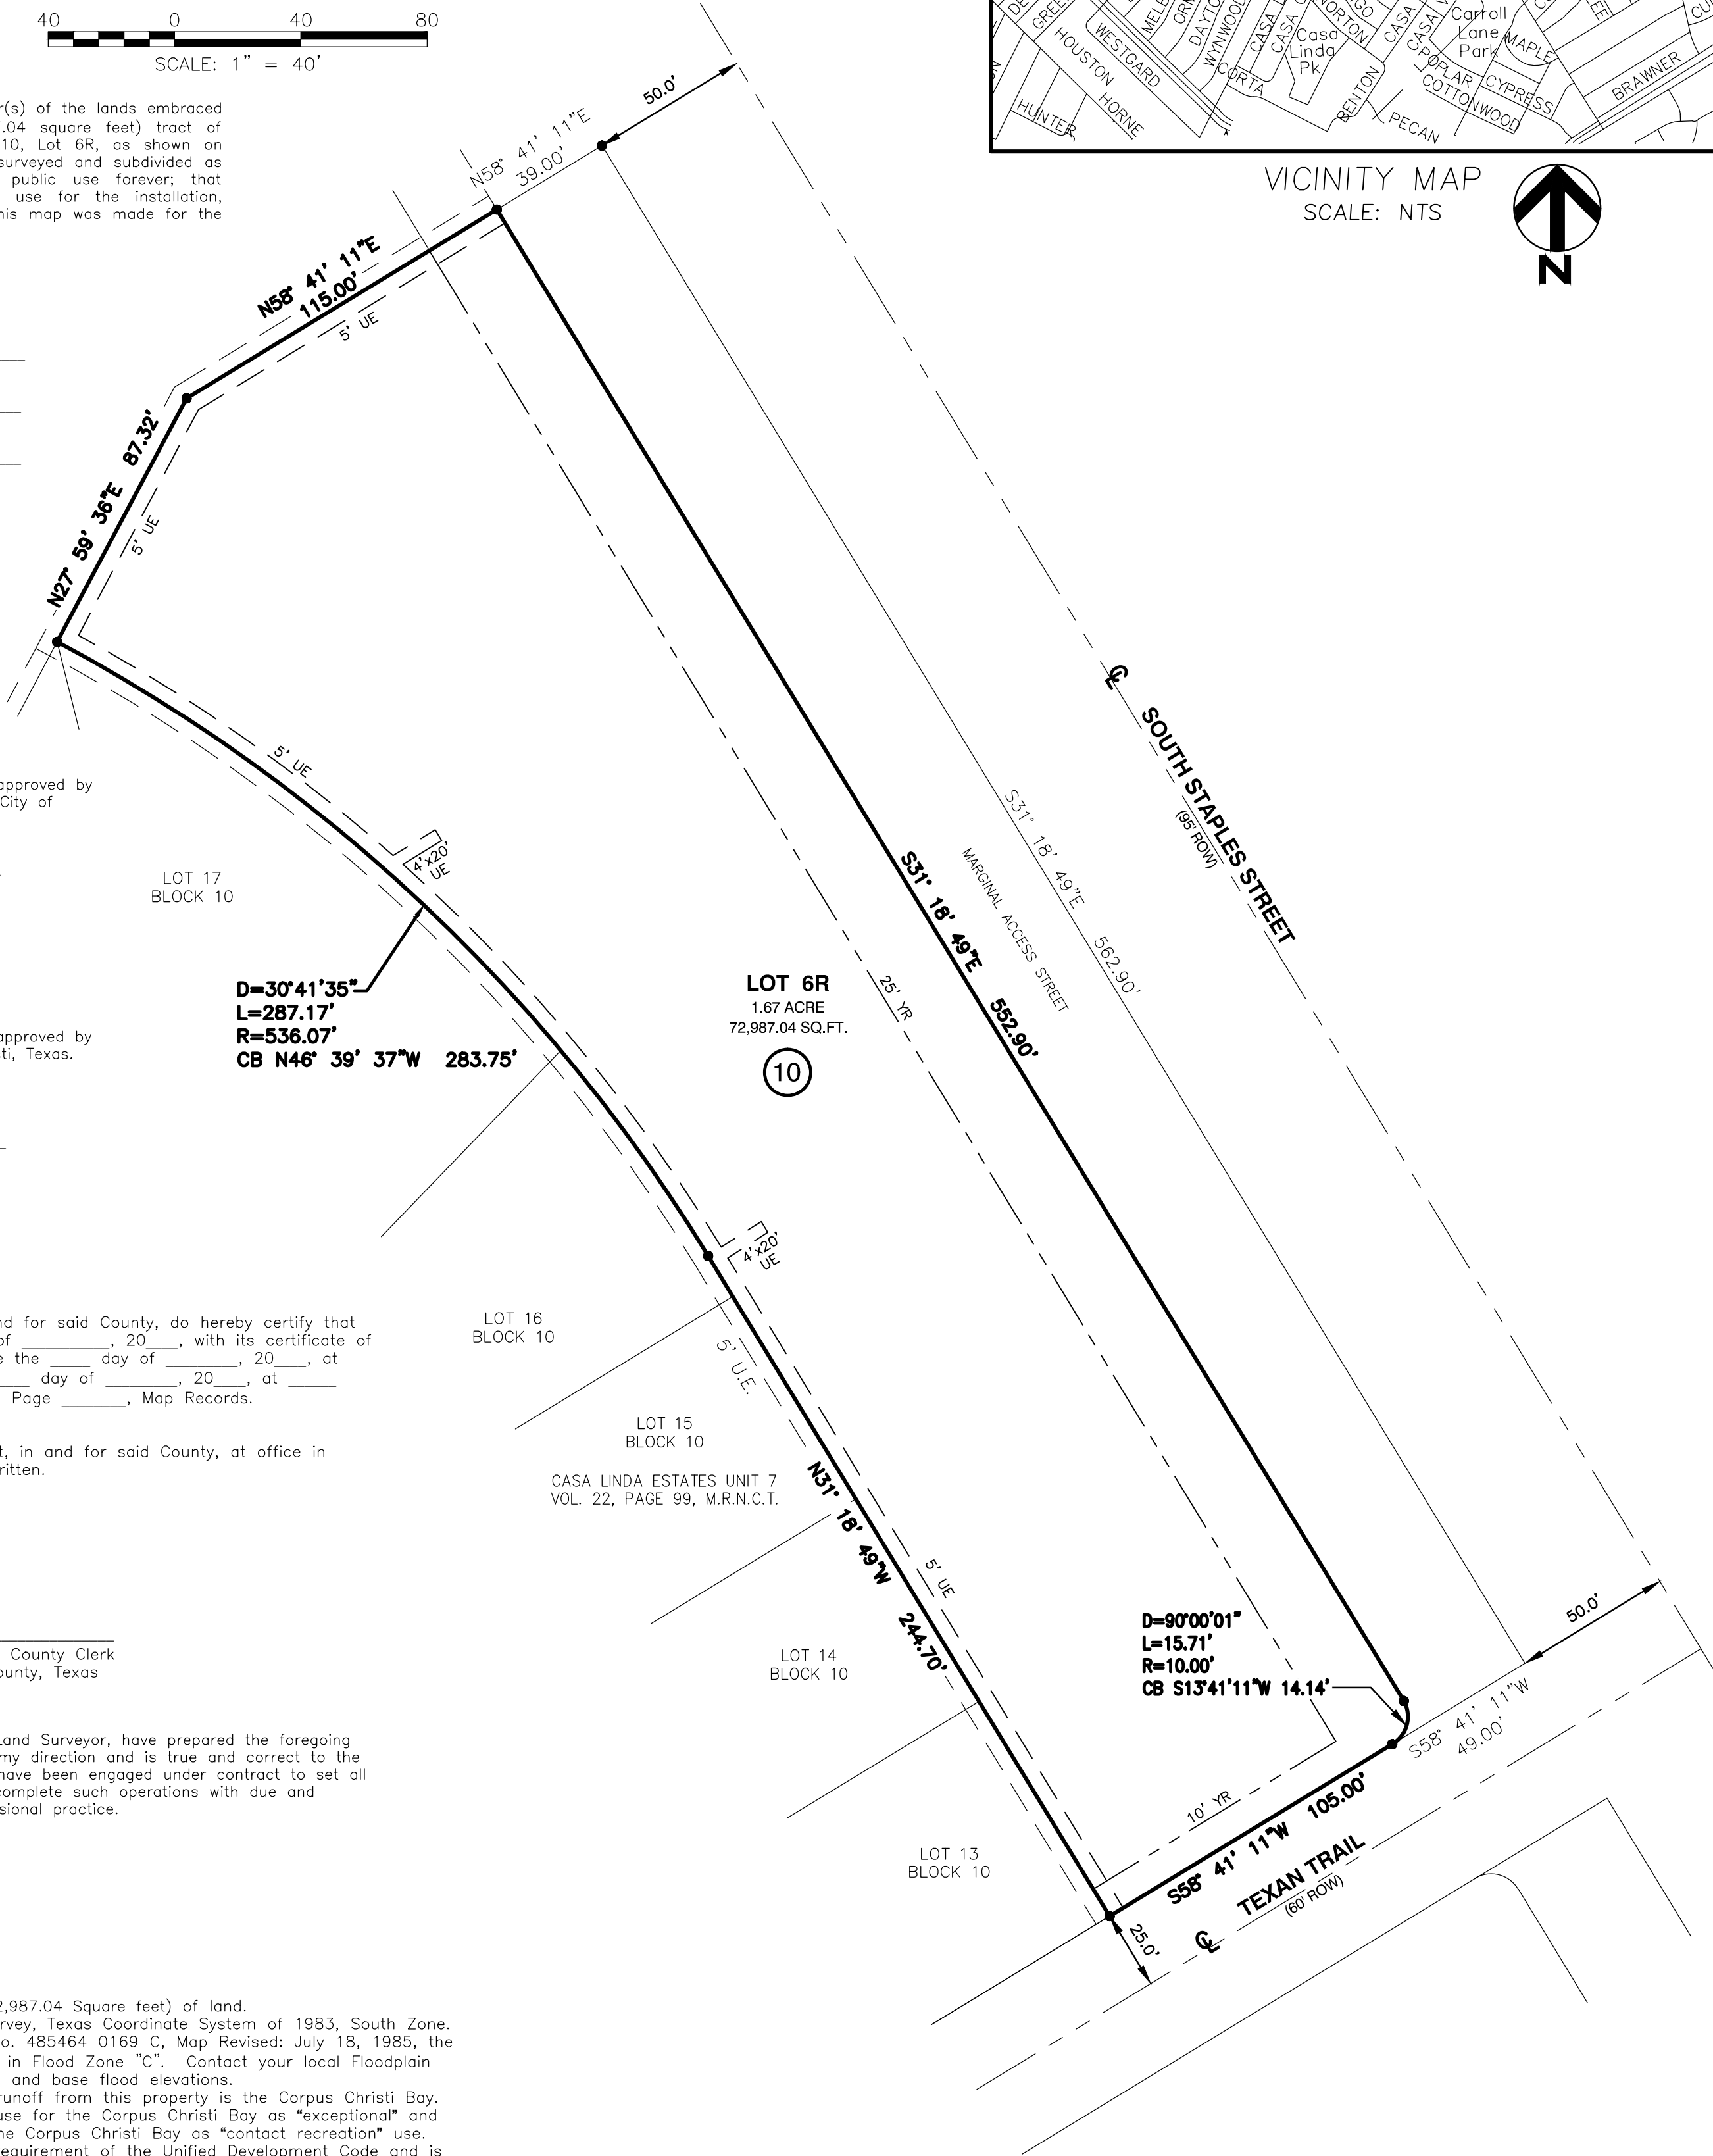 40 0 40 80
SCALE: 1" = 40'
r(s) of the lands embraced
.04 square feet) tract of
10, Lot 6R, as shown on
surveyed and subdivided as
public use forever; that
use for the installation,
his map was made for the
HOUSTON
HORNE
HUNTER
WESTGARD
WYNWOOD
CORTA
Casa
Linda
Pk
NORTON
BENTON
PECAN
Carroll
Lane
Park
MAPLE
POPLAR
CYPRESS
COTTONWOOD
BRAWNER
VICINITY MAP
SCALE: NTS
N
50.0'
N58° 41' 11"E
39.00'
N58° 41' 11"E
115.00'
5' UE
N27° 59' 36"E 87.32'
5' UE
5' UE
4'x20'
UE
approved by
City of
LOT 17
BLOCK 10
D=30°41'35"
L=287.17'
R=536.07'
CB N46° 39' 37"W 283.75'
LOT 6R
1.67 ACRE
72,987.04 SQ.FT.
10
25' YR
S31° 18' 49"E 552.90'
MARGINAL ACCESS STREET
S31° 18' 49"E 562.90'
SOUTH STAPLES STREET
(95' ROW)
approved by
ti, Texas.
4'x20'
UE
nd for said County, do hereby certify that
of ________, 20___, with its certificate of
e the ____ day of _______, 20___, at
___ day of _______, 20___, at _____
Page ______, Map Records.
LOT 16
BLOCK 10
5' U.E.
t, in and for said County, at office in
ritten.
LOT 15
BLOCK 10
CASA LINDA ESTATES UNIT 7
VOL. 22, PAGE 99, M.R.N.C.T.
N31° 18' 49"W 244.70'
5' UE
County Clerk
ounty, Texas
LOT 14
BLOCK 10
D=90°00'01"
L=15.71'
R=10.00'
CB S13°41'11"W 14.14'
50.0'
S58° 41' 11"W
49.00'
Land Surveyor, have prepared the foregoing
my direction and is true and correct to the
have been engaged under contract to set all
complete such operations with due and
sional practice.
10' YR
S58° 41' 11"W 105.00'
TEXAN TRAIL
(60' ROW)
LOT 13
BLOCK 10
25.0'
2,987.04 Square feet) of land.
rvey, Texas Coordinate System of 1983, South Zone.
o. 485464 0169 C, Map Revised: July 18, 1985, the
in Flood Zone "C". Contact your local Floodplain
and base flood elevations.
runoff from this property is the Corpus Christi Bay.
use for the Corpus Christi Bay as "exceptional" and
he Corpus Christi Bay as "contact recreation" use.
equirement of the Unified Development Code and is